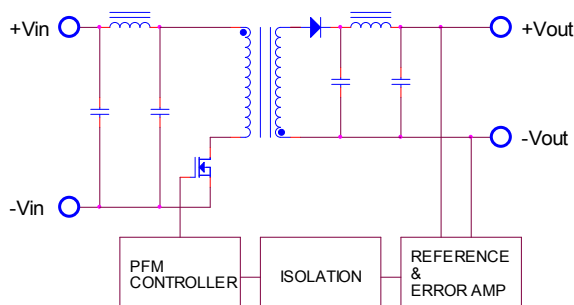 +Vin
+Vout
-Vout
-Vin
PFM
CONTROLLER
ISOLATION
REFERENCE
&
ERROR AMP